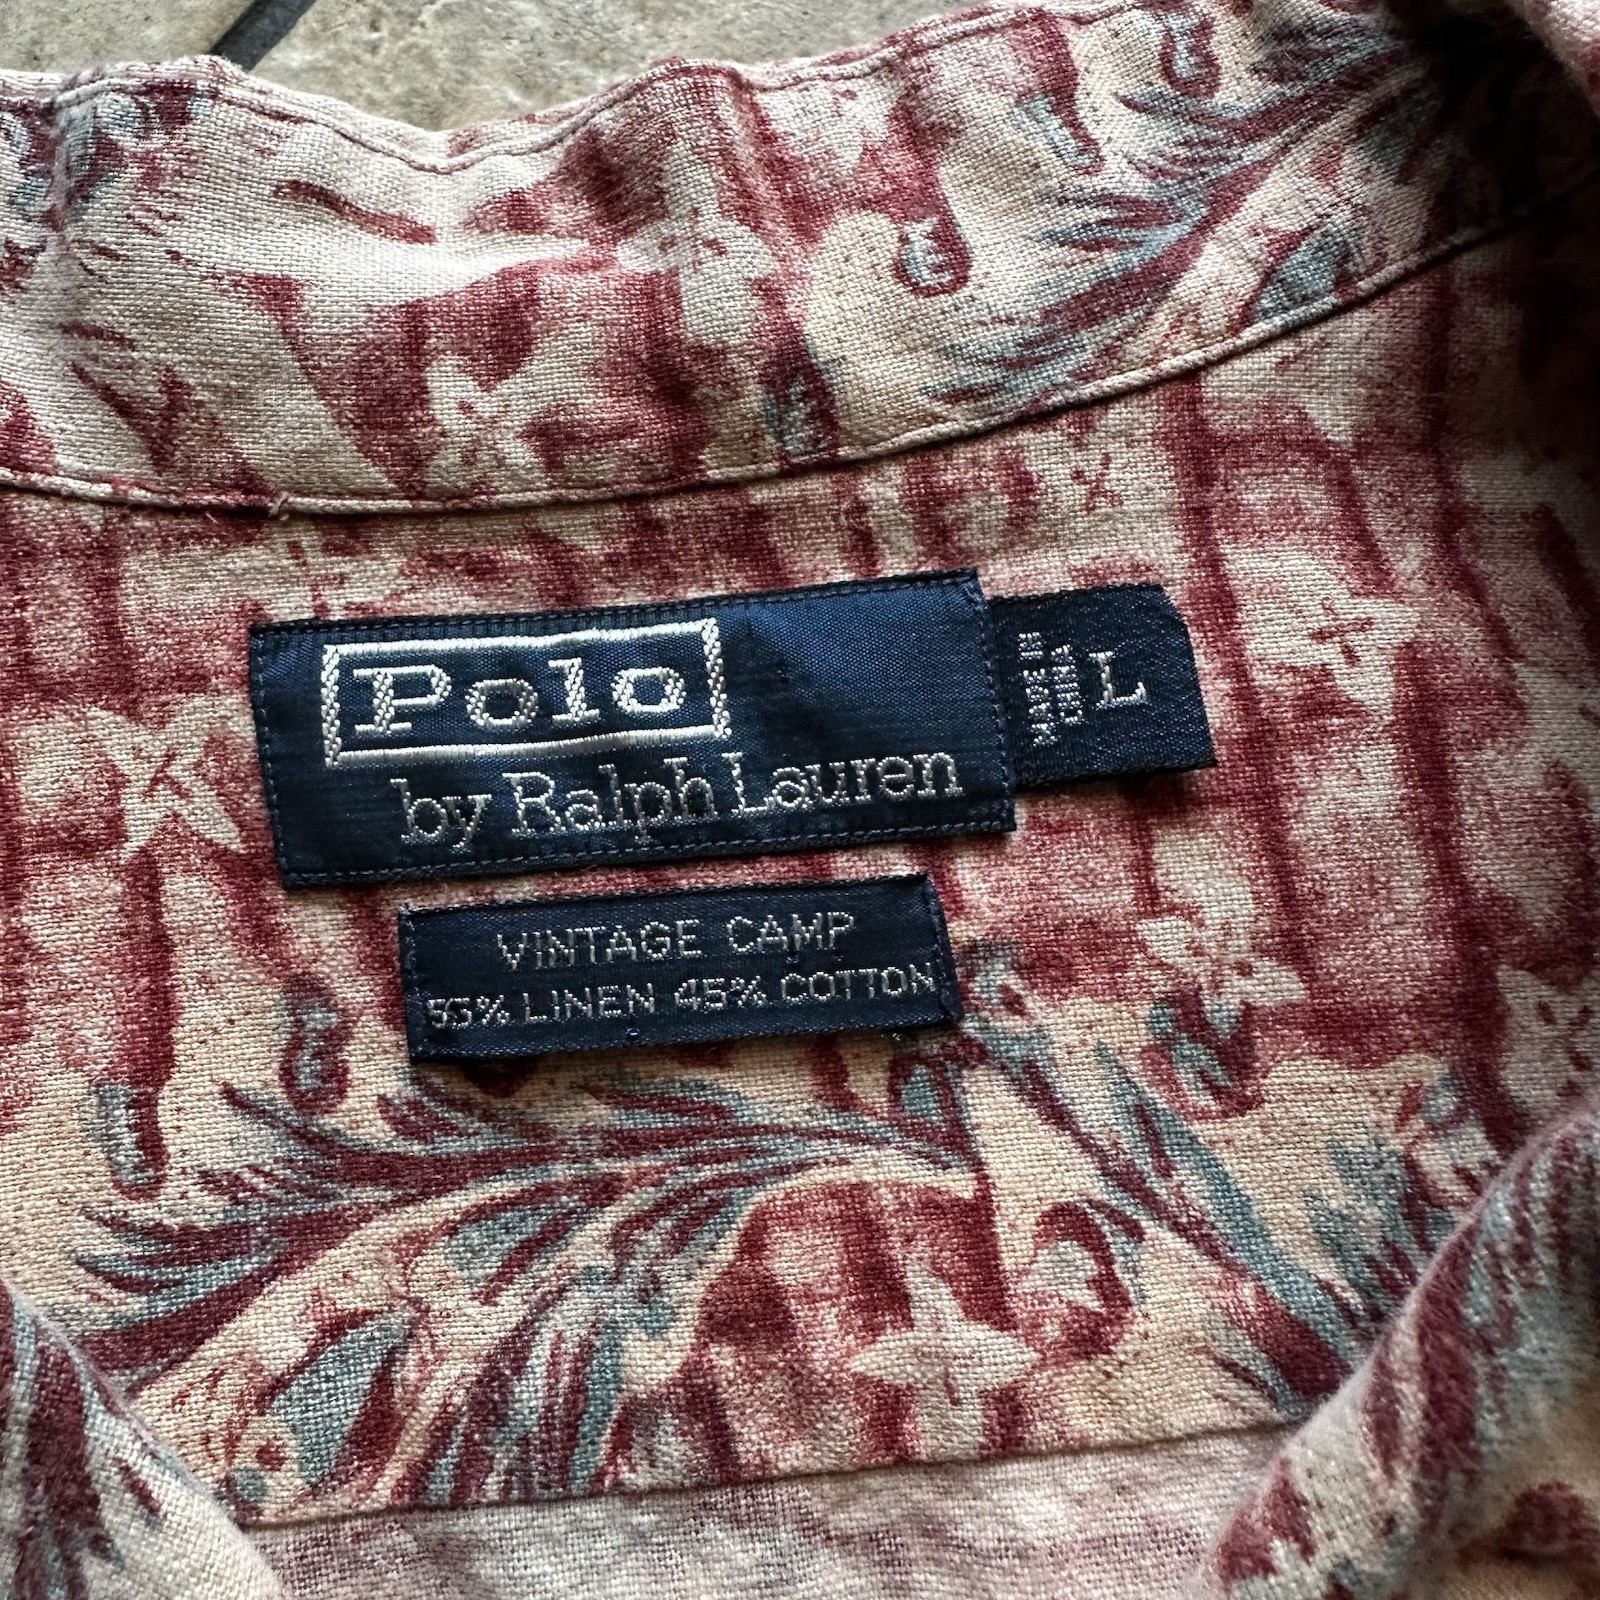 Polo
by Ralph Lauren
L
VINTAGE CAMP
55% LINEN 45% COTTON